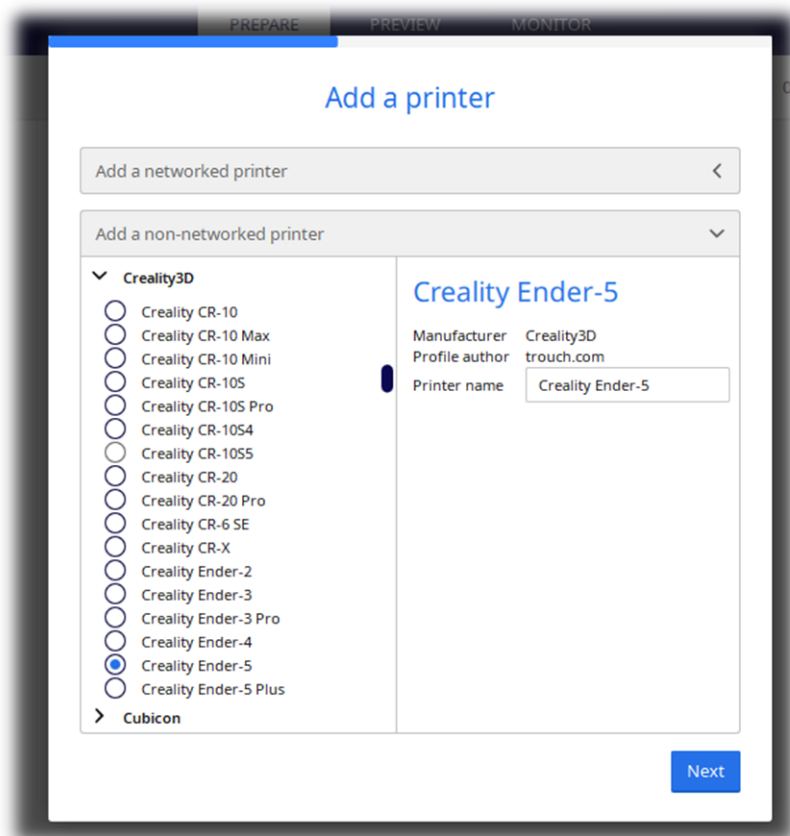 PREPARE PREVIEW MONITOR
Add a printer
Add a networked printer
Add a non-networked printer
Creality3D
Creality CR-10
Creality CR-10 Max
Creality CR-10 Mini
Creality CR-10S
Creality CR-10S Pro
Creality CR-10S4
Creality CR-10S5
Creality CR-20
Creality CR-20 Pro
Creality CR-6 SE
Creality CR-X
Creality Ender-2
Creality Ender-3
Creality Ender-3 Pro
Creality Ender-4
Creality Ender-5
Creality Ender-5 Plus
Cubicon
Creality Ender-5
Manufacturer Creality3D
Profile author trouch.com
Printer name Creality Ender-5
Next